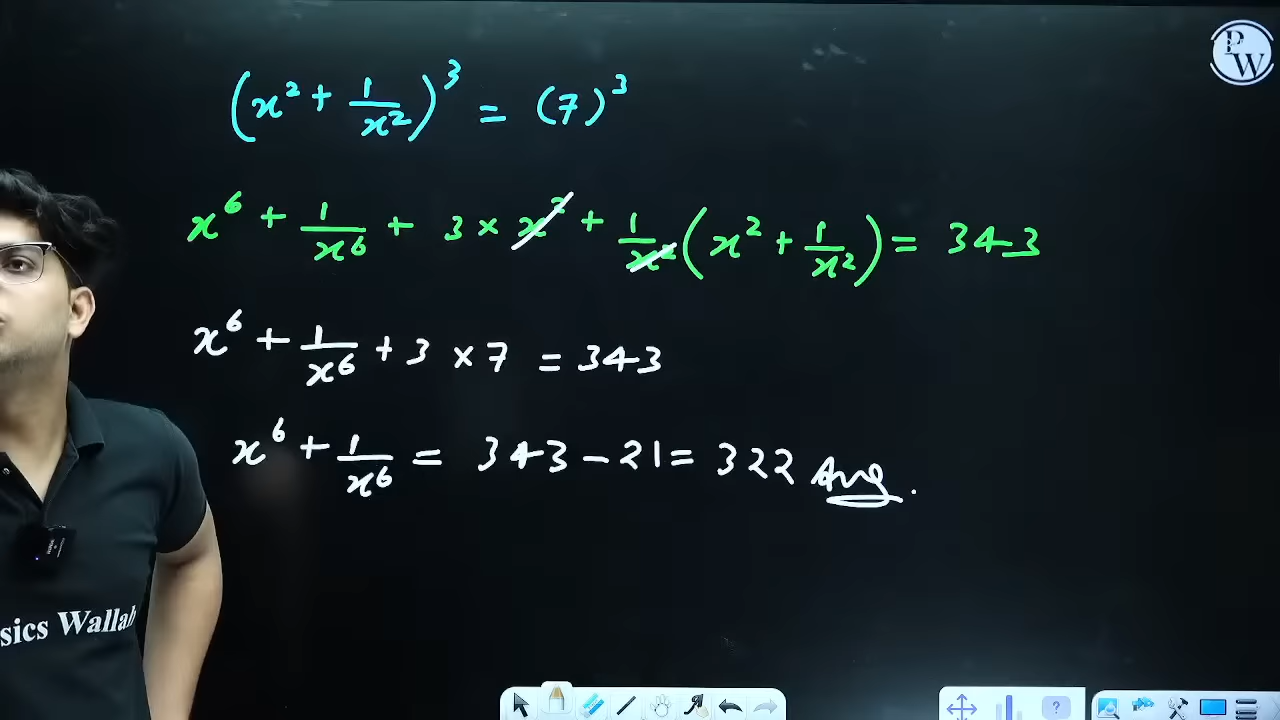 (x² + 1/x²)³ = (7)³
x⁶ + 1/x⁶ + 3 × x² + 1/x² (x² + 1/x²) = 343
x⁶ + 1/x⁶ + 3 × 7 = 343
x⁶ + 1/x⁶ = 343 - 21 = 322 Ans.
PW
sics Wallah